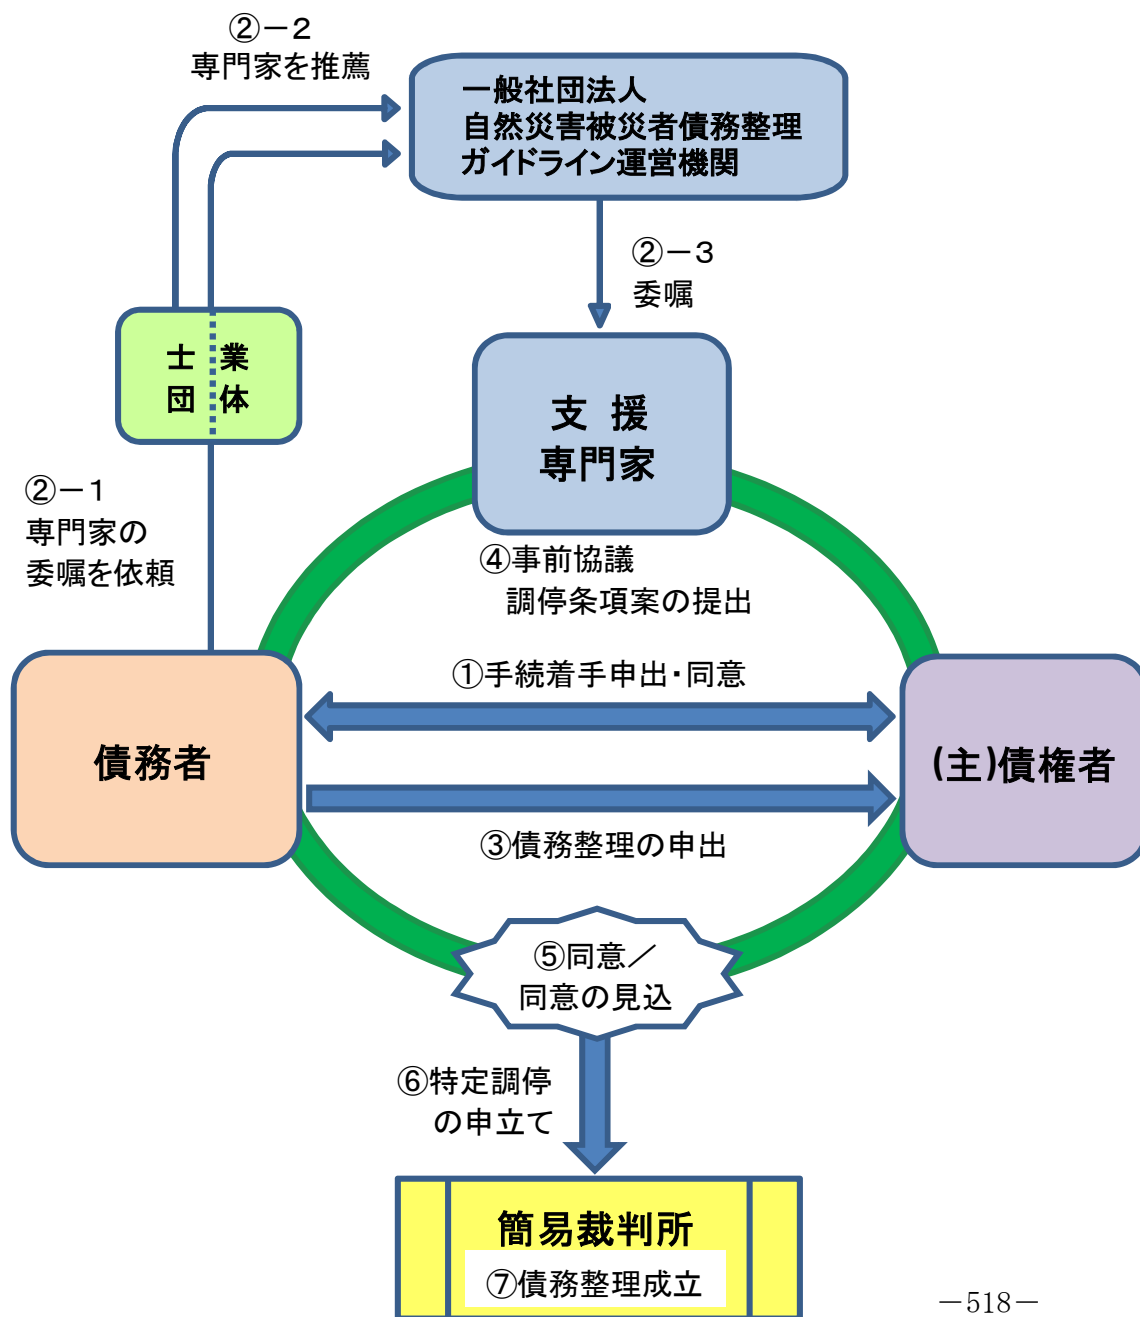 ②－２
専門家を推薦
一般社団法人
自然災害被災者債務整理
ガイドライン運営機関
②－３
委嘱
士 業
団 体
支 援
専門家
②－１
専門家の
委嘱を依頼
④事前協議
調停条項案の提出
①手続着手申出・同意
債務者
(主)債権者
③債務整理の申出
⑤同意／
同意の見込
⑥特定調停
の申立て
簡易裁判所
⑦債務整理成立
－518－